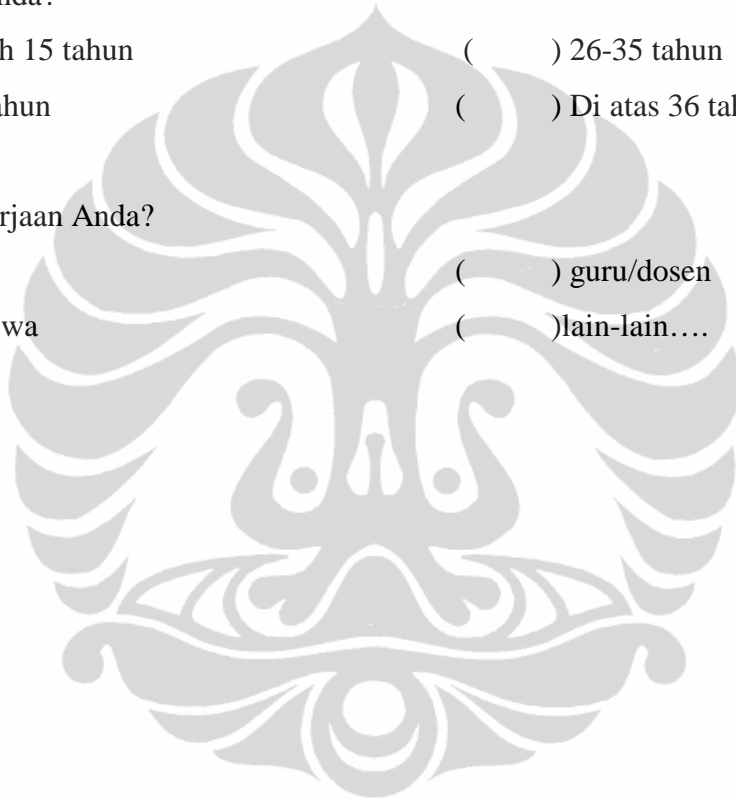 nda?
h 15 tahun ( ) 26-35 tahun
ahun ( ) Di atas 36 tah
rjaan Anda?
( ) guru/dosen
wa ( )lain-lain….